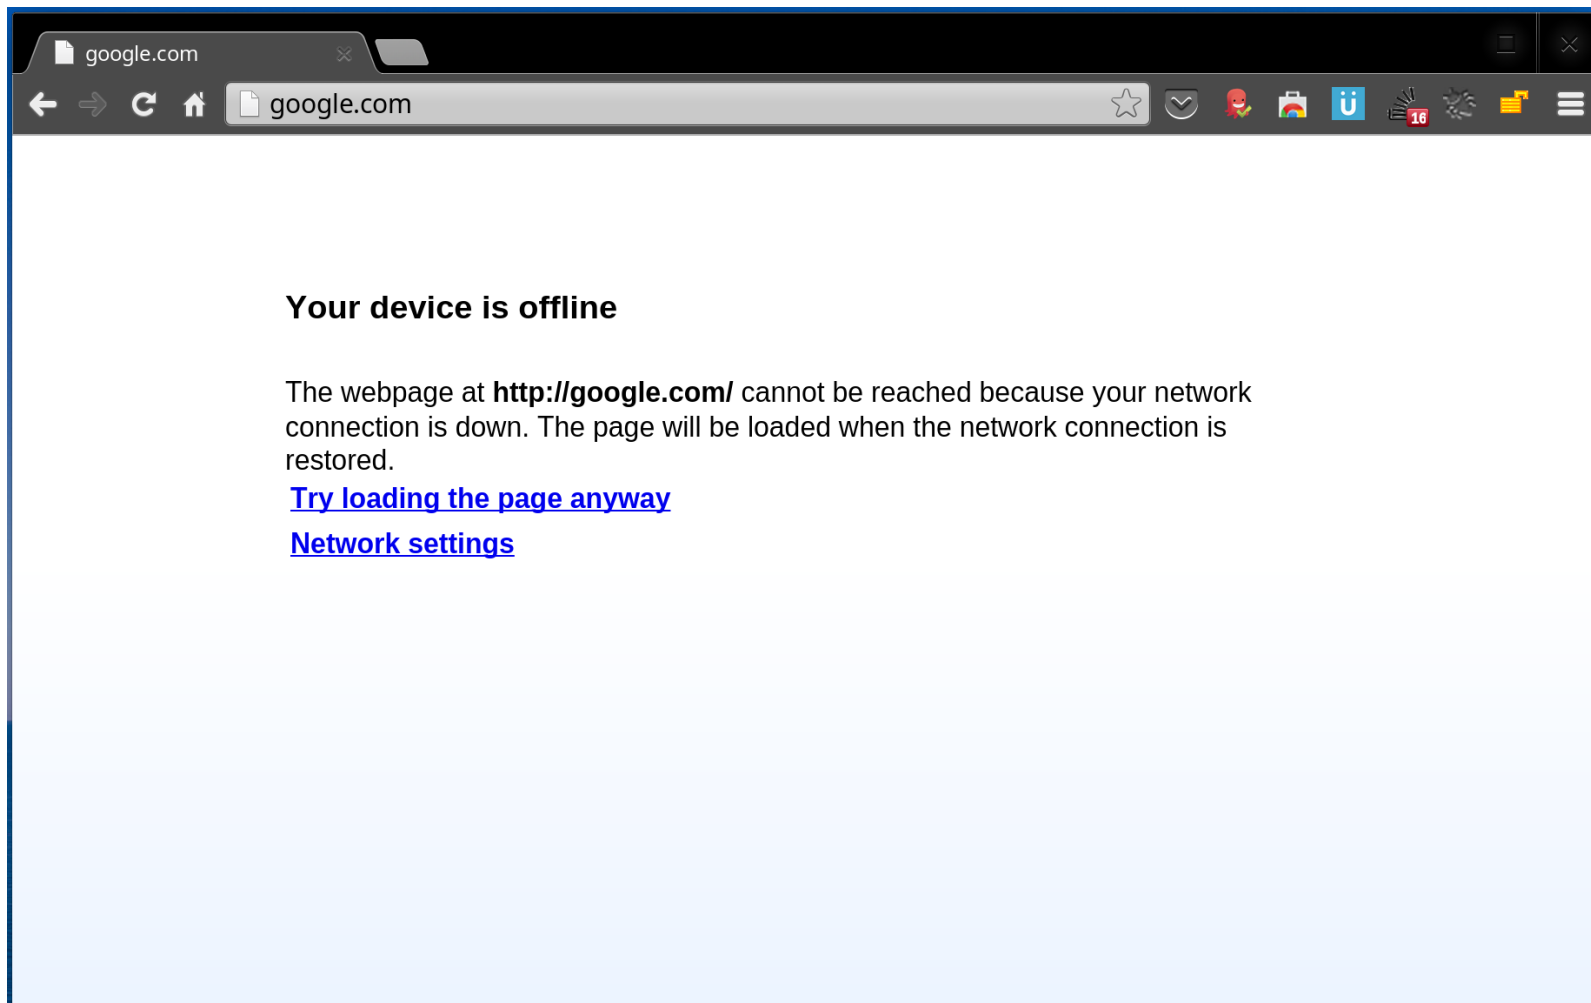 google.com
google.com
ü
16
Your device is offline
The webpage at http://google.com/ cannot be reached because your network
connection is down. The page will be loaded when the network connection is
restored.
Try loading the page anyway
Network settings